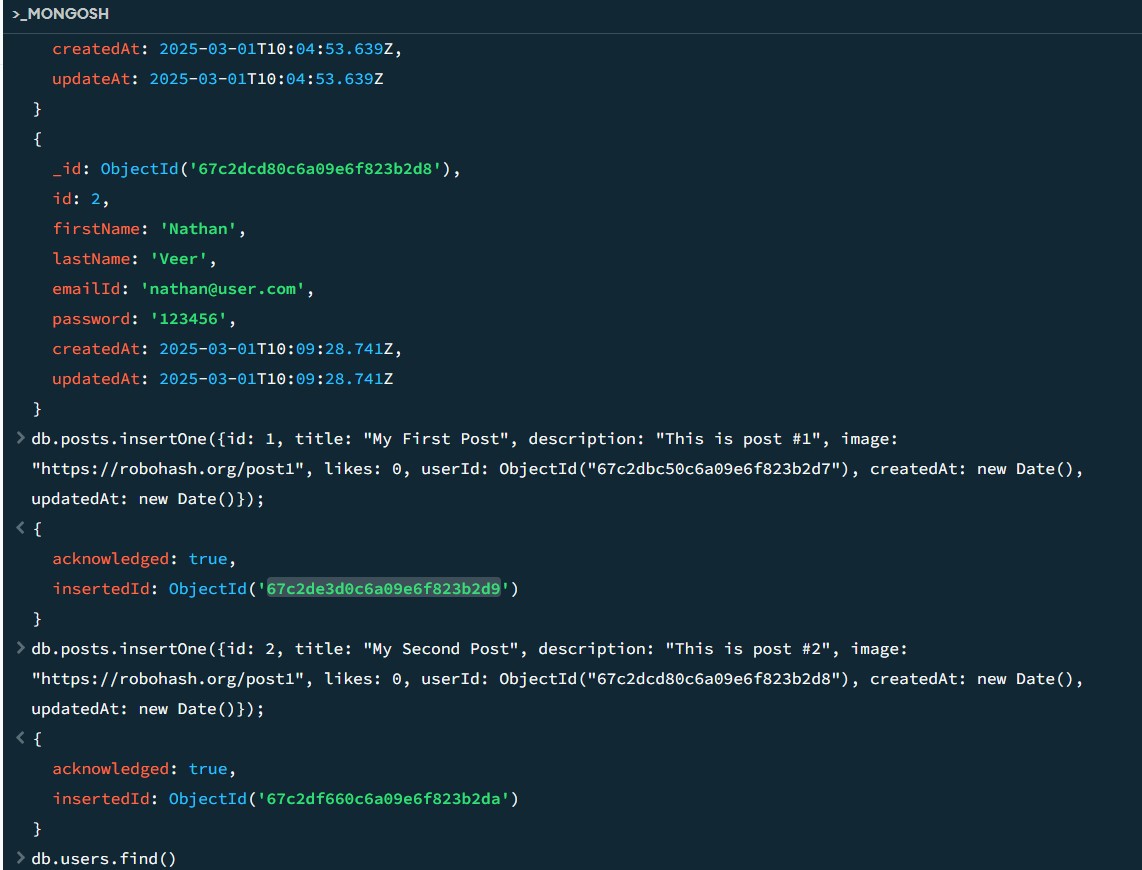 >_MONGOSH
createdAt: 2025-03-01T10:04:53.639Z,
updateAt: 2025-03-01T10:04:53.639Z
}
{
_id: ObjectId('67c2dcd80c6a09e6f823b2d8'),
id: 2,
firstName: 'Nathan',
lastName: 'Veer',
emailId: 'nathan@user.com',
password: '123456',
createdAt: 2025-03-01T10:09:28.741Z,
updatedAt: 2025-03-01T10:09:28.741Z
}
> db.posts.insertOne({id: 1, title: "My First Post", description: "This is post #1", image:
"https://robohash.org/post1", likes: 0, userId: ObjectId("67c2dbc50c6a09e6f823b2d7"), createdAt: new Date(),
updatedAt: new Date()});
< {
acknowledged: true,
insertedId: ObjectId('67c2de3d0c6a09e6f823b2d9')
}
> db.posts.insertOne({id: 2, title: "My Second Post", description: "This is post #2", image:
"https://robohash.org/post1", likes: 0, userId: ObjectId("67c2dcd80c6a09e6f823b2d8"), createdAt: new Date(),
updatedAt: new Date()});
< {
acknowledged: true,
insertedId: ObjectId('67c2df660c6a09e6f823b2da')
}
> db.users.find()